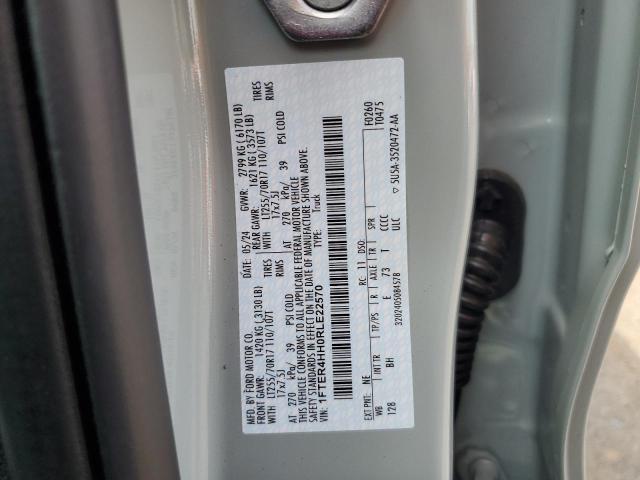 MFD. BY FORD MOTOR CO.
DATE: 05/24 GVWR: 2799 KG ( 6170 LB)
FRONT GAWR: 1420 KG ( 3130 LB) REAR GAWR: 1621 KG ( 3573 LB)
WITH LT255/70R17 110/107T TIRES WITH LT255/70R17 110/107T TIRES
17x7.5J RIMS 17x7.5J RIMS
AT 270 kPa/ 39 PSI COLD AT 270 kPa/ 39 PSI COLD
THIS VEHICLE CONFORMS TO ALL APPLICABLE FEDERAL MOTOR VEHICLE
SAFETY STANDARDS IN EFFECT ON THE DATE OF MANUFACTURE SHOWN ABOVE.
VIN: 1FTER4HH0RLE22570 TYPE: Truck
F0260
T0475
EXT PNT: NE RC: 11 DSO:
WB INT TR TP/PS R AXLE TR SPR
128 BH E 73 T CCCC
ULC
3202405084578 SU5A-3520472-AA